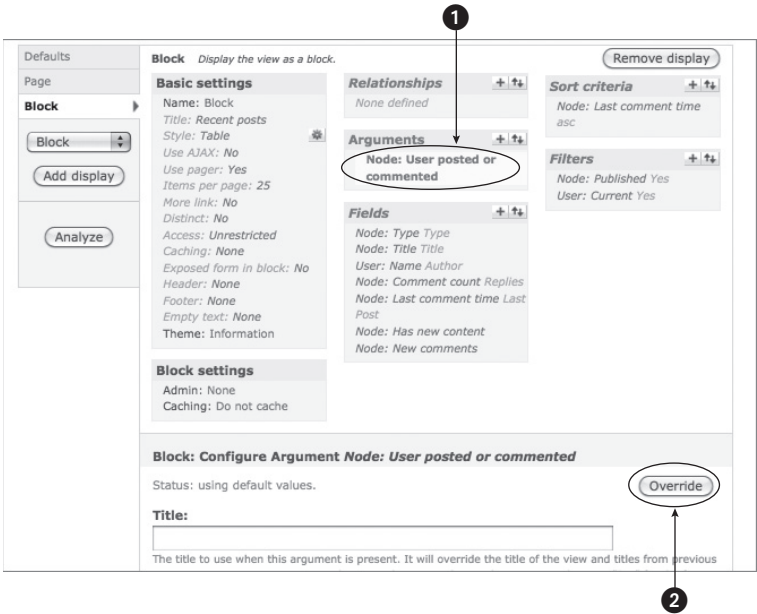 1
Defaults
Page
Block
Block
Add display
Analyze
Block Display the view as a block.
Remove display
Basic settings
Name: Block
Title: Recent posts
Style: Table
Use AJAX: No
Use pager: Yes
Items per page: 25
More link: No
Distinct: No
Access: Unrestricted
Caching: None
Exposed form in block: No
Header: None
Footer: None
Empty text: None
Theme: Information
Block settings
Admin: None
Caching: Do not cache
Relationships
None defined
Arguments
Node: User posted or
commented
Fields
Node: Type Type
Node: Title Title
User: Name Author
Node: Comment count Replies
Node: Last comment time Last
Post
Node: Has new content
Node: New comments
Sort criteria
Node: Last comment time
asc
Filters
Node: Published Yes
User: Current Yes
Block: Configure Argument Node: User posted or commented
Status: using default values.
Override
Title:
The title to use when this argument is present. It will override the title of the view and titles from previous
2